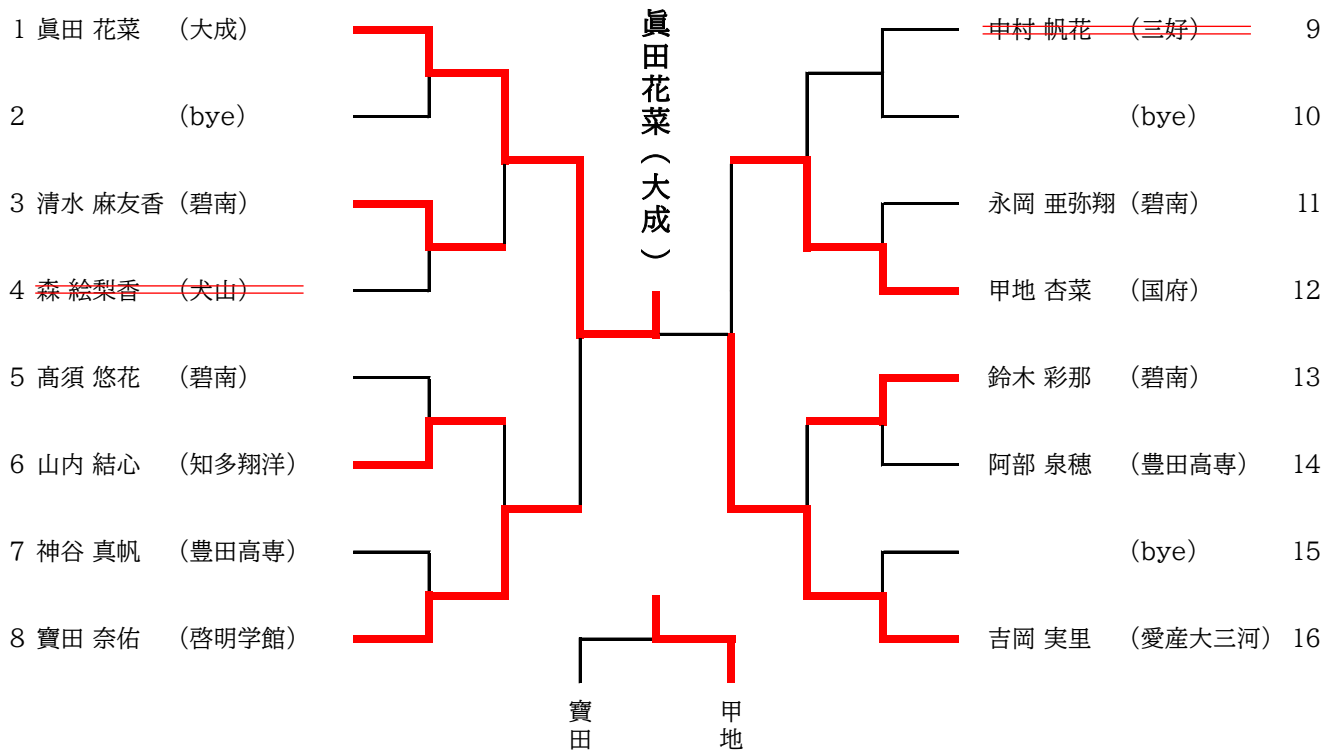 1 眞田 花菜 （大成）
2 （bye）
3 清水 麻友香 （碧南）
4 森 絵梨香 （犬山）
5 髙須 悠花 （碧南）
6 山内 結心 （知多翔洋）
7 神谷 真帆 （豊田高専）
8 寶田 奈佑 （啓明学館）
眞田花菜（大成）
中村 帆花 （三好） 9
（bye） 10
永岡 亜弥翔 （碧南） 11
甲地 杏菜 （国府） 12
鈴木 彩那 （碧南） 13
阿部 泉穂 （豊田高専） 14
（bye） 15
吉岡 実里 （愛産大三河） 16
寶田
甲地